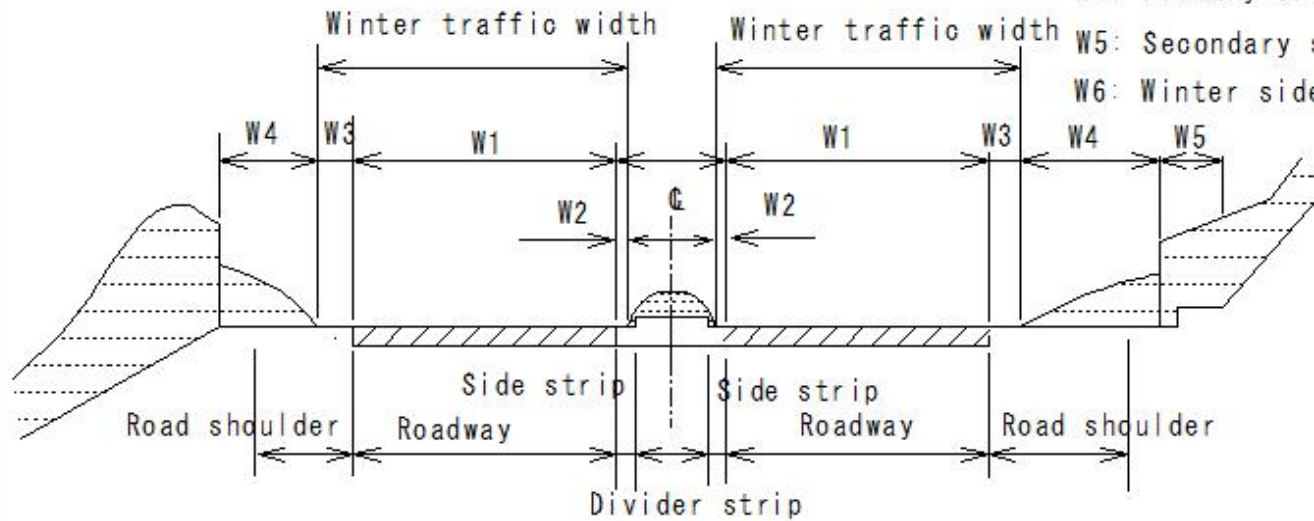 Winter traffic width
Winter traffic width
W5: Secondary
W6: Winter
W4 W3 W1 W1 W3 W4 W5
W2 ℄ W2
Side strip Side strip
Road shoulder Roadway Roadway Road shoulder
Divider strip